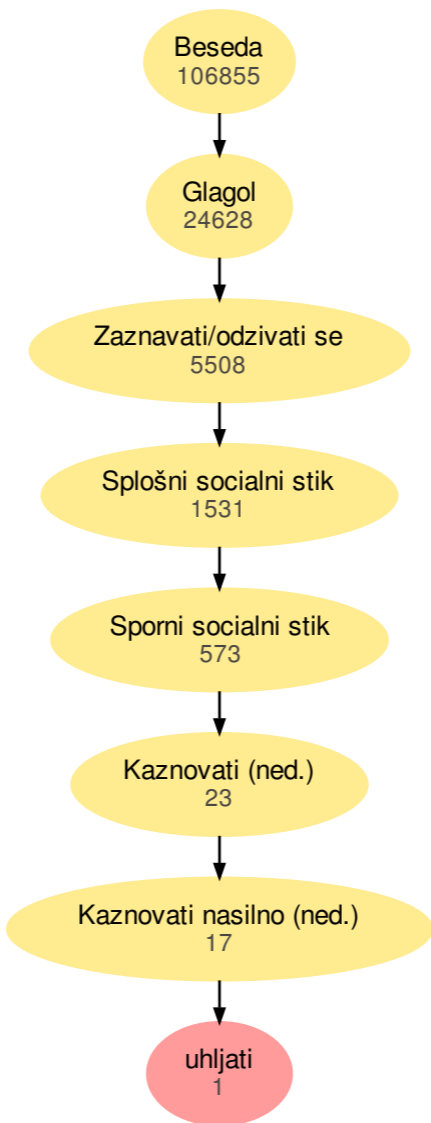 Beseda
106855
Glagol
24628
Zaznavati/odzivati se
5508
Splošni socialni stik
1531
Sporni socialni stik
573
Kaznovati (ned.)
23
Kaznovati nasilno (ned.)
17
uhljati
1